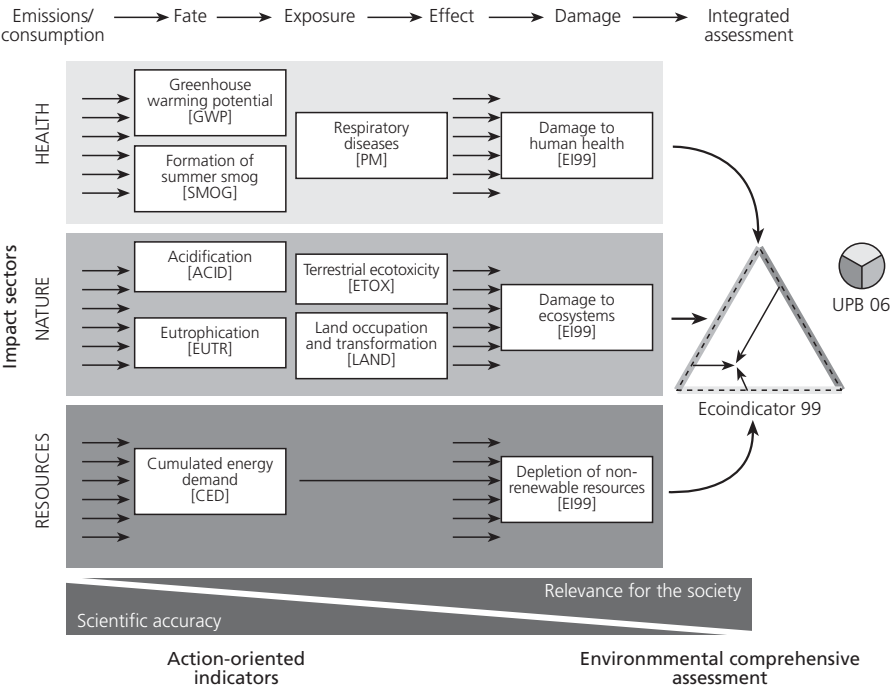 Emissions/
consumption
Fate
Exposure
Effect
Damage
Integrated
assessment
Impact sectors
HEALTH
Greenhouse
warming potential
[GWP]
Formation of
summer smog
[SMOG]
Respiratory
diseases
[PM]
Damage to
human health
[EI99]
NATURE
Acidification
[ACID]
Eutrophication
[EUTR]
Terrestrial ecotoxicity
[ETOX]
Land occupation
and transformation
[LAND]
Damage to
ecosystems
[EI99]
UPB 06
Ecoindicator 99
RESOURCES
Cumulated energy
demand
[CED]
Depletion of non-
renewable resources
[EI99]
Relevance for the society
Scientific accuracy
Action-oriented
indicators
Environmmental comprehensive
assessment